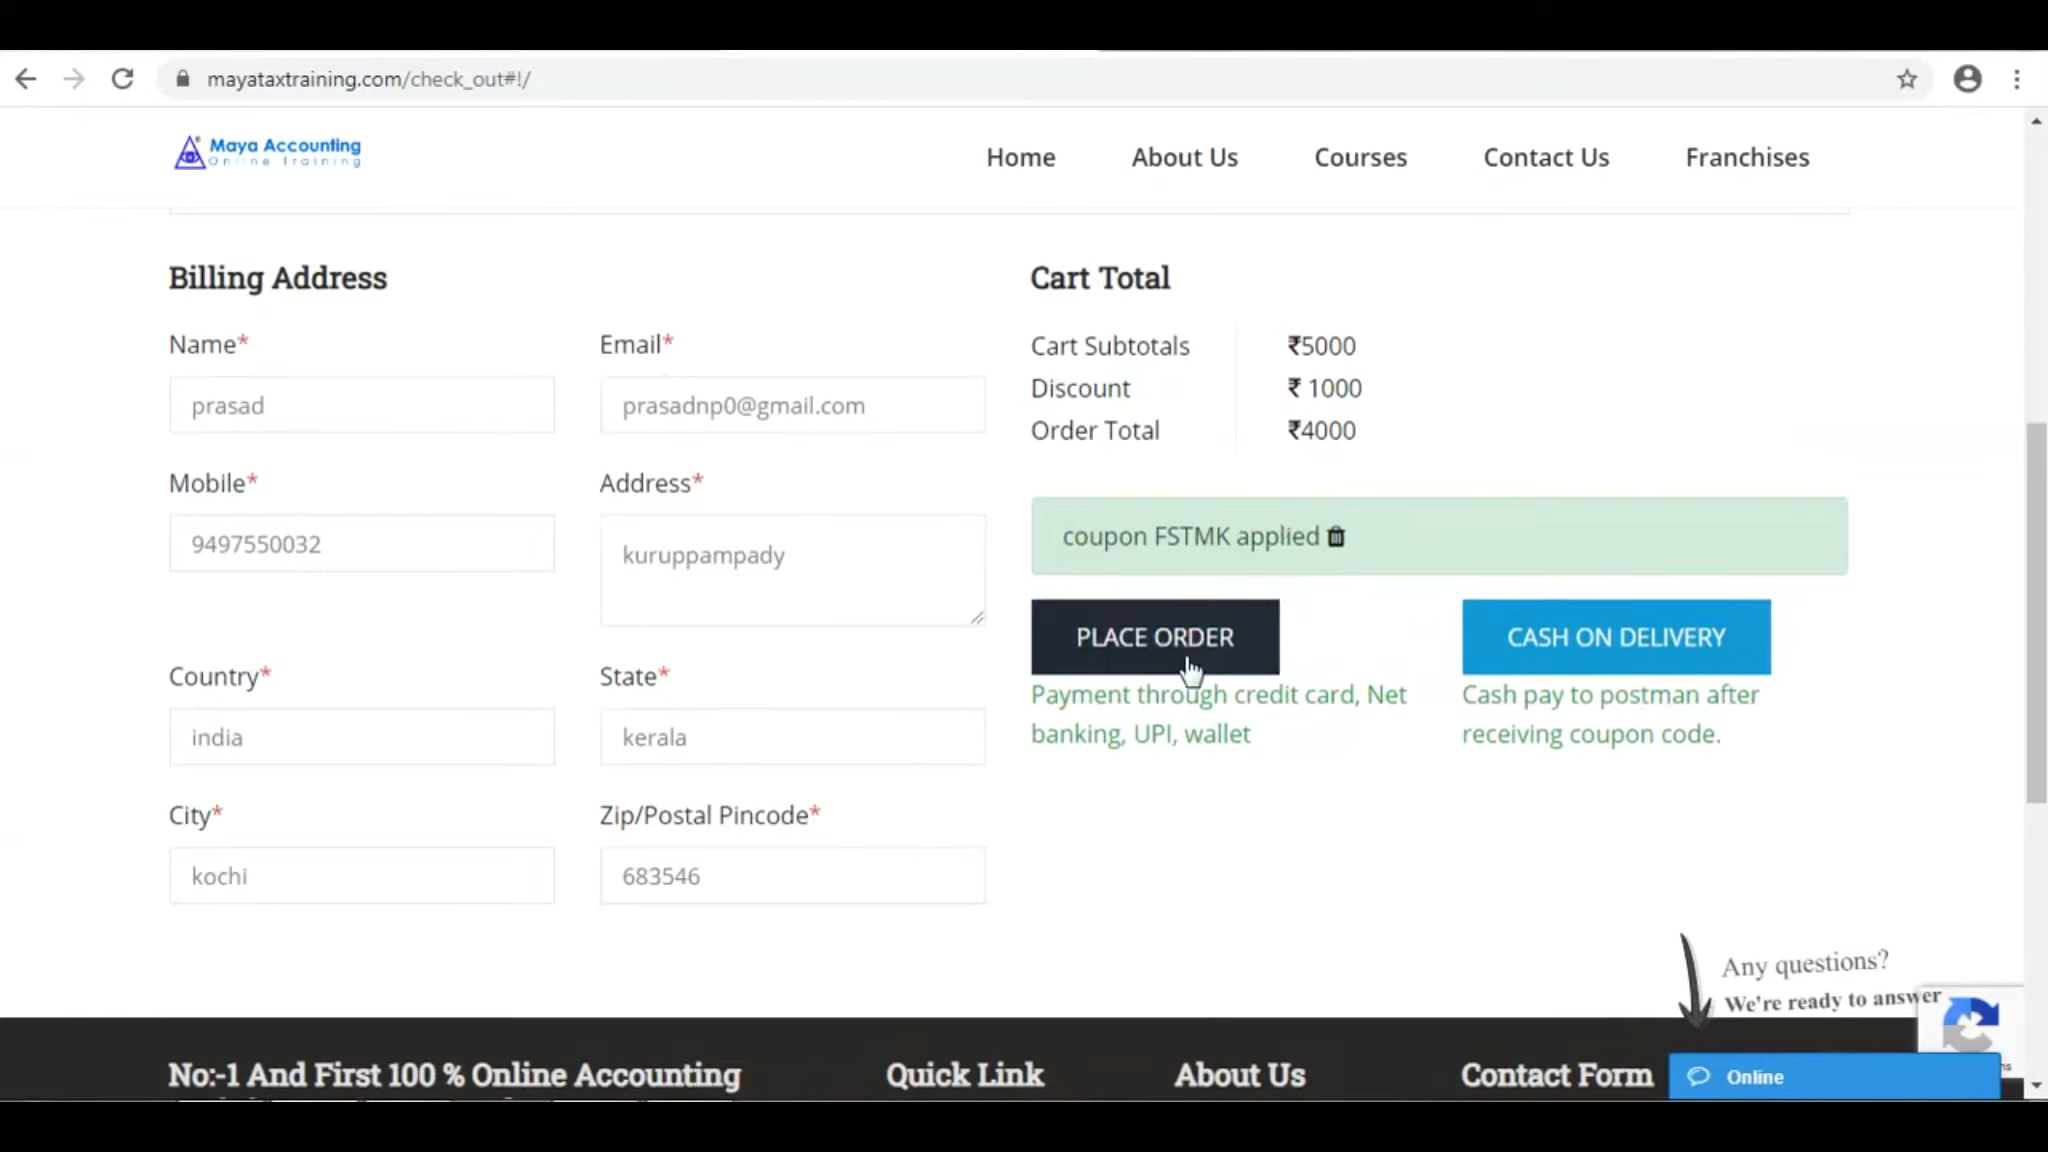 mayataxtraining.com/check_out#!/
Maya Accounting
Online Training
Home
About Us
Courses
Contact Us
Franchises
Billing Address
Name*
Email*
prasad
prasadnp0@gmail.com
Mobile*
Address*
9497550032
kuruppampady
Country*
State*
india
kerala
City*
Zip/Postal Pincode*
kochi
683546
Cart Total
Cart Subtotals ₹5000
Discount ₹ 1000
Order Total ₹4000
coupon FSTMK applied
PLACE ORDER
Payment through credit card, Net
banking, UPI, wallet
CASH ON DELIVERY
Cash pay to postman after
receiving coupon code.
Any questions?
We're ready to answer
No:-1 And First 100 % Online Accounting
Quick Link
About Us
Contact Form
Online